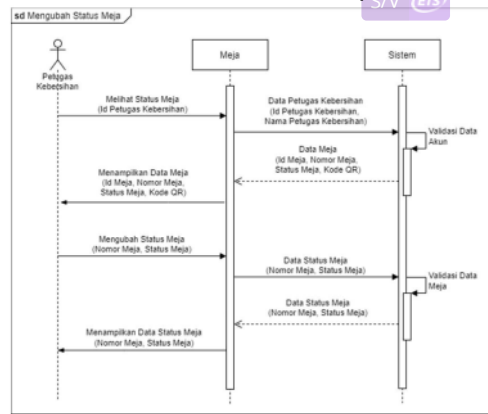 S/V (EIS)
sd Mengubah Status Meja
Petugas
Kebersihan
Meja
Sistem
Melihat Status Meja
(Id Petugas Kebersihan)
Data Petugas Kebersihan
(Id Petugas Kebersihan,
Nama Petugas Kebersihan)
Validasi Data
Akun
Data Meja
(Id Meja, Nomor Meja,
Status Meja, Kode QR)
Menampilkan Data Meja
(Id Meja, Nomor Meja,
Status Meja, Kode QR)
Mengubah Status Meja
(Nomor Meja, Status Meja)
Data Status Meja
(Nomor Meja, Status Meja)
Validasi Data
Meja
Data Status Meja
(Nomor Meja, Status Meja)
Menampilkan Data Status Meja
(Nomor Meja, Status Meja)